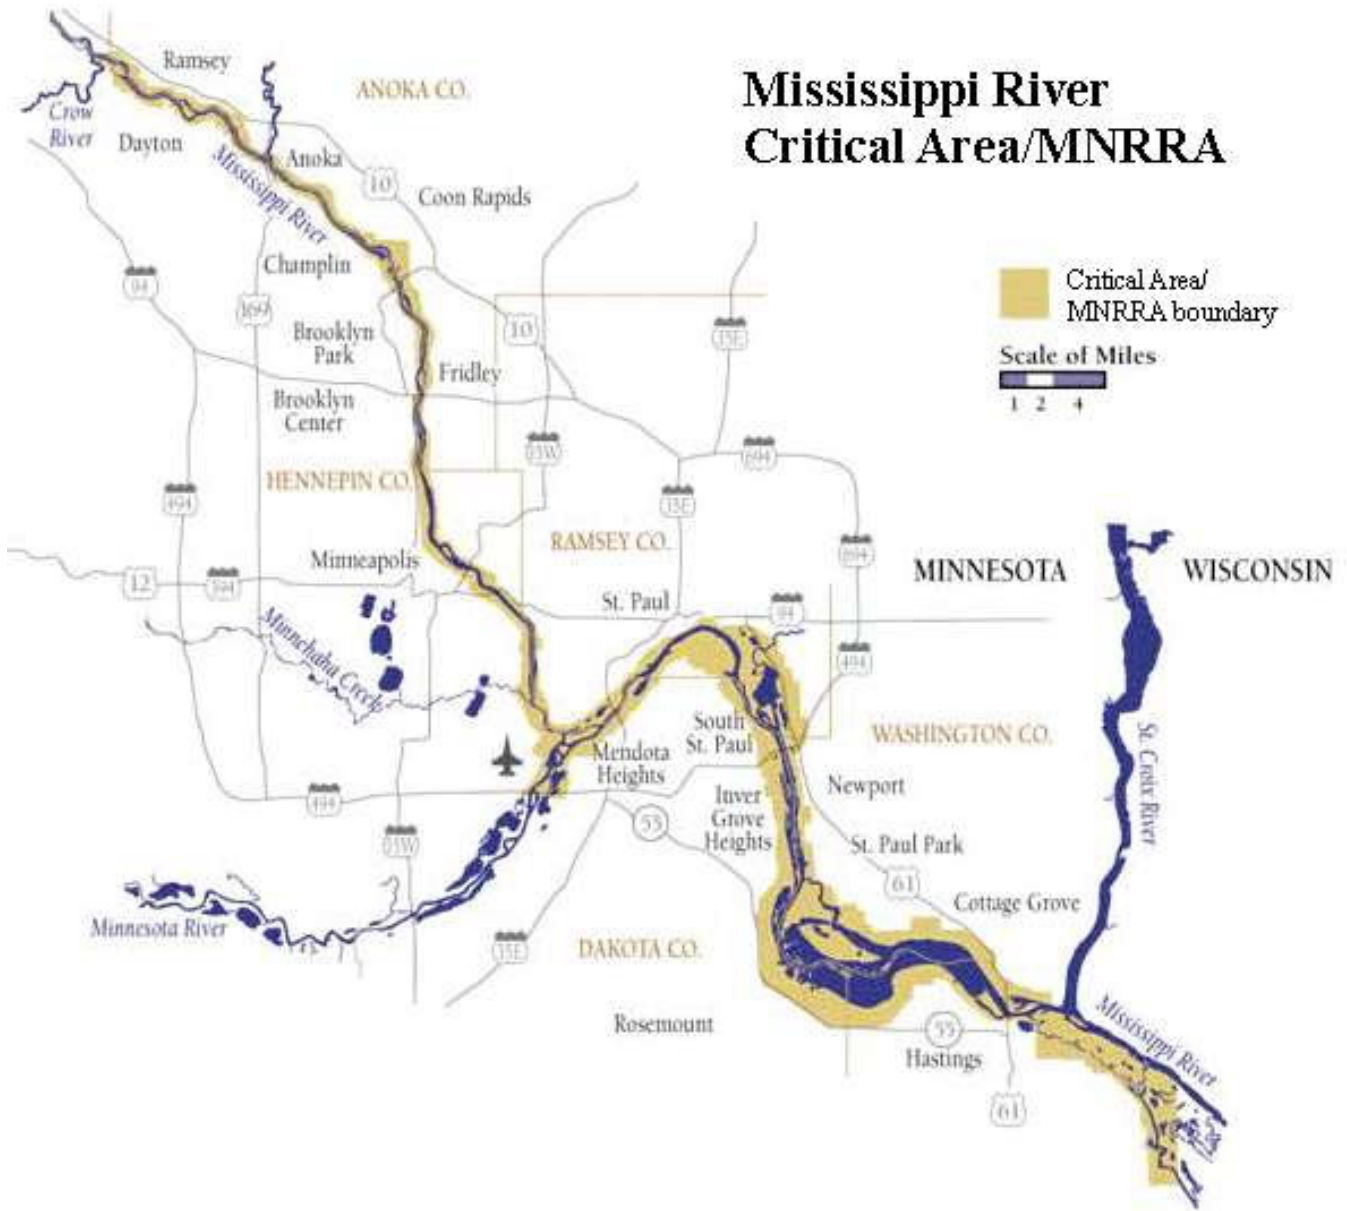 Mississippi River
Critical Area/MNRRA
Ramsey
ANOKA CO.
Crow
River
Dayton
Mississippi River
Anoka
10
Coon Rapids
Champlin
94
169
Brooklyn
Park
10
35E
Critical Area/
MNRRA boundary
Scale of Miles
1 2 4
Fridley
Brooklyn
Center
35W
694
HENNEPIN CO.
494
35E
RAMSEY CO.
694
Minneapolis
MINNESOTA
WISCONSIN
12
394
St. Paul
94
Minnehaha Creek
494
South
St. Paul
WASHINGTON CO.
St. Croix River
Mendota
Heights
Newport
494
Inver
Grove
Heights
55
35W
St. Paul Park
61
Cottage Grove
Minnesota River
35E
DAKOTA CO.
Rosemount
55
Hastings
Mississippi River
61